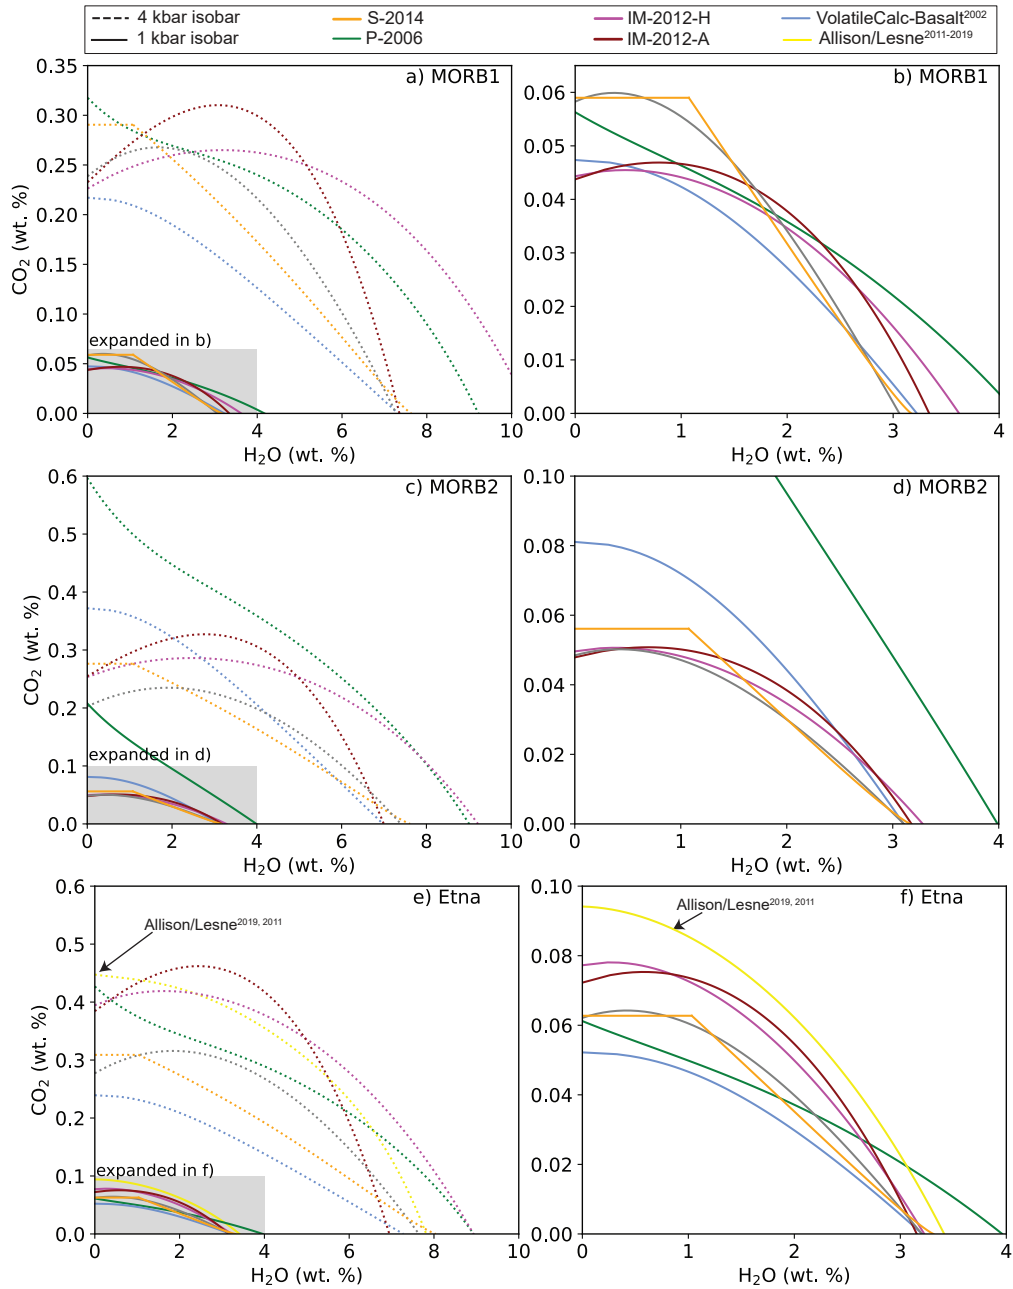 4 kbar isobar
1 kbar isobar
S-2014
P-2006
IM-2012-H
IM-2012-A
VolatileCalc-Basalt²⁰⁰²
Allison/Lesne²⁰¹¹⁻²⁰¹⁹
a) MORB1
CO₂ (wt. %)
0.35
0.30
0.25
0.20
0.15
0.10
0.05
0.00
expanded in b)
0 2 4 6 8 10
H₂O (wt. %)
b) MORB1
0.06
0.05
0.04
0.03
0.02
0.01
0.00
0 1 2 3 4
H₂O (wt. %)
c) MORB2
CO₂ (wt. %)
0.6
0.5
0.4
0.3
0.2
0.1
0.0
expanded in d)
0 2 4 6 8 10
H₂O (wt. %)
d) MORB2
0.10
0.08
0.06
0.04
0.02
0.00
0 1 2 3 4
H₂O (wt. %)
e) Etna
Allison/Lesne²⁰¹⁹, ²⁰¹¹
CO₂ (wt. %)
0.6
0.5
0.4
0.3
0.2
0.1
0.0
expanded in f)
0 2 4 6 8 10
H₂O (wt. %)
f) Etna
Allison/Lesne²⁰¹⁹, ²⁰¹¹
0.10
0.08
0.06
0.04
0.02
0.00
0 1 2 3 4
H₂O (wt. %)